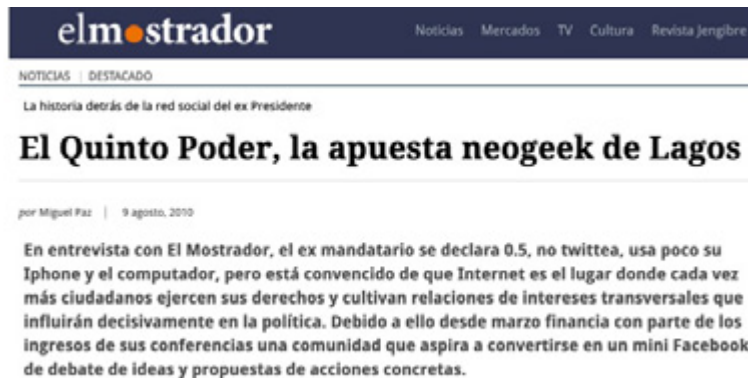 elmostrador
Noticias Mercados TV Cultura Revista Jengibre
NOTICIAS | DESTACADO
La historia detrás de la red social del ex Presidente
El Quinto Poder, la apuesta neogeek de Lagos
por Miguel Paz | 9 agosto, 2010
En entrevista con El Mostrador, el ex mandatario se declara 0.5, no twittea, usa poco su
Iphone y el computador, pero está convencido de que Internet es el lugar donde cada vez
más ciudadanos ejercen sus derechos y cultivan relaciones de intereses transversales que
influirán decisivamente en la política. Debido a ello desde marzo financia con parte de los
ingresos de sus conferencias una comunidad que aspira a convertirse en un mini Facebook
de debate de ideas y propuestas de acciones concretas.